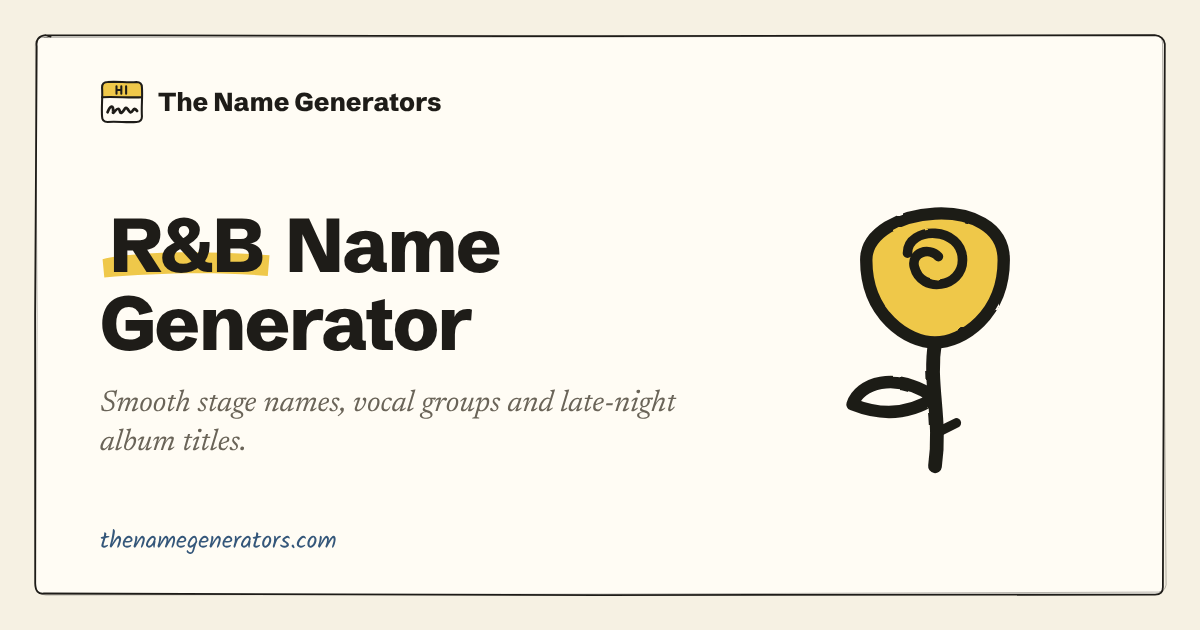 HI
The Name Generators
R&B Name
Generator
Smooth stage names, vocal groups and late-night
album titles.
thenamegenerators.com